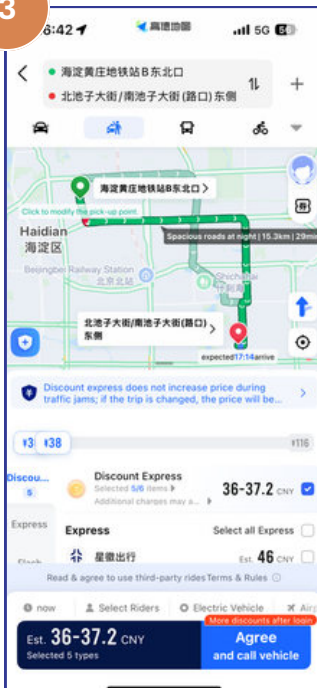 3
6:42
高德地图
5G
海淀黄庄地铁站B东北口
北池子大街/南池子大街(路口)东侧
海淀黄庄地铁站B东北口 >
Click to modify the pick-up point
Spacious roads at night | 15.3km | 29min
Haidian
海淀区
Beijingbei Railway Station
北京北站
Shichahai
什刹海
北池子大街/南池子大街(路口) >
东侧
expected17:14arrive
Discount express does not increase price during
traffic jams; if the trip is changed, the price will be... >
¥3 ¥38
¥116
Discou...
5
Discount Express
Selected 5/6 items
Additional charges may a...
36-37.2 CNY
Express
Express
Select all Express
Flash
星徽出行
Est. 46 CNY
Read & agree to use third-party rides Terms & Rules
now
Select Riders
Electric Vehicle
Airp
More discounts after login
Est. 36-37.2 CNY
Selected 5 types
Agree
and call vehicle